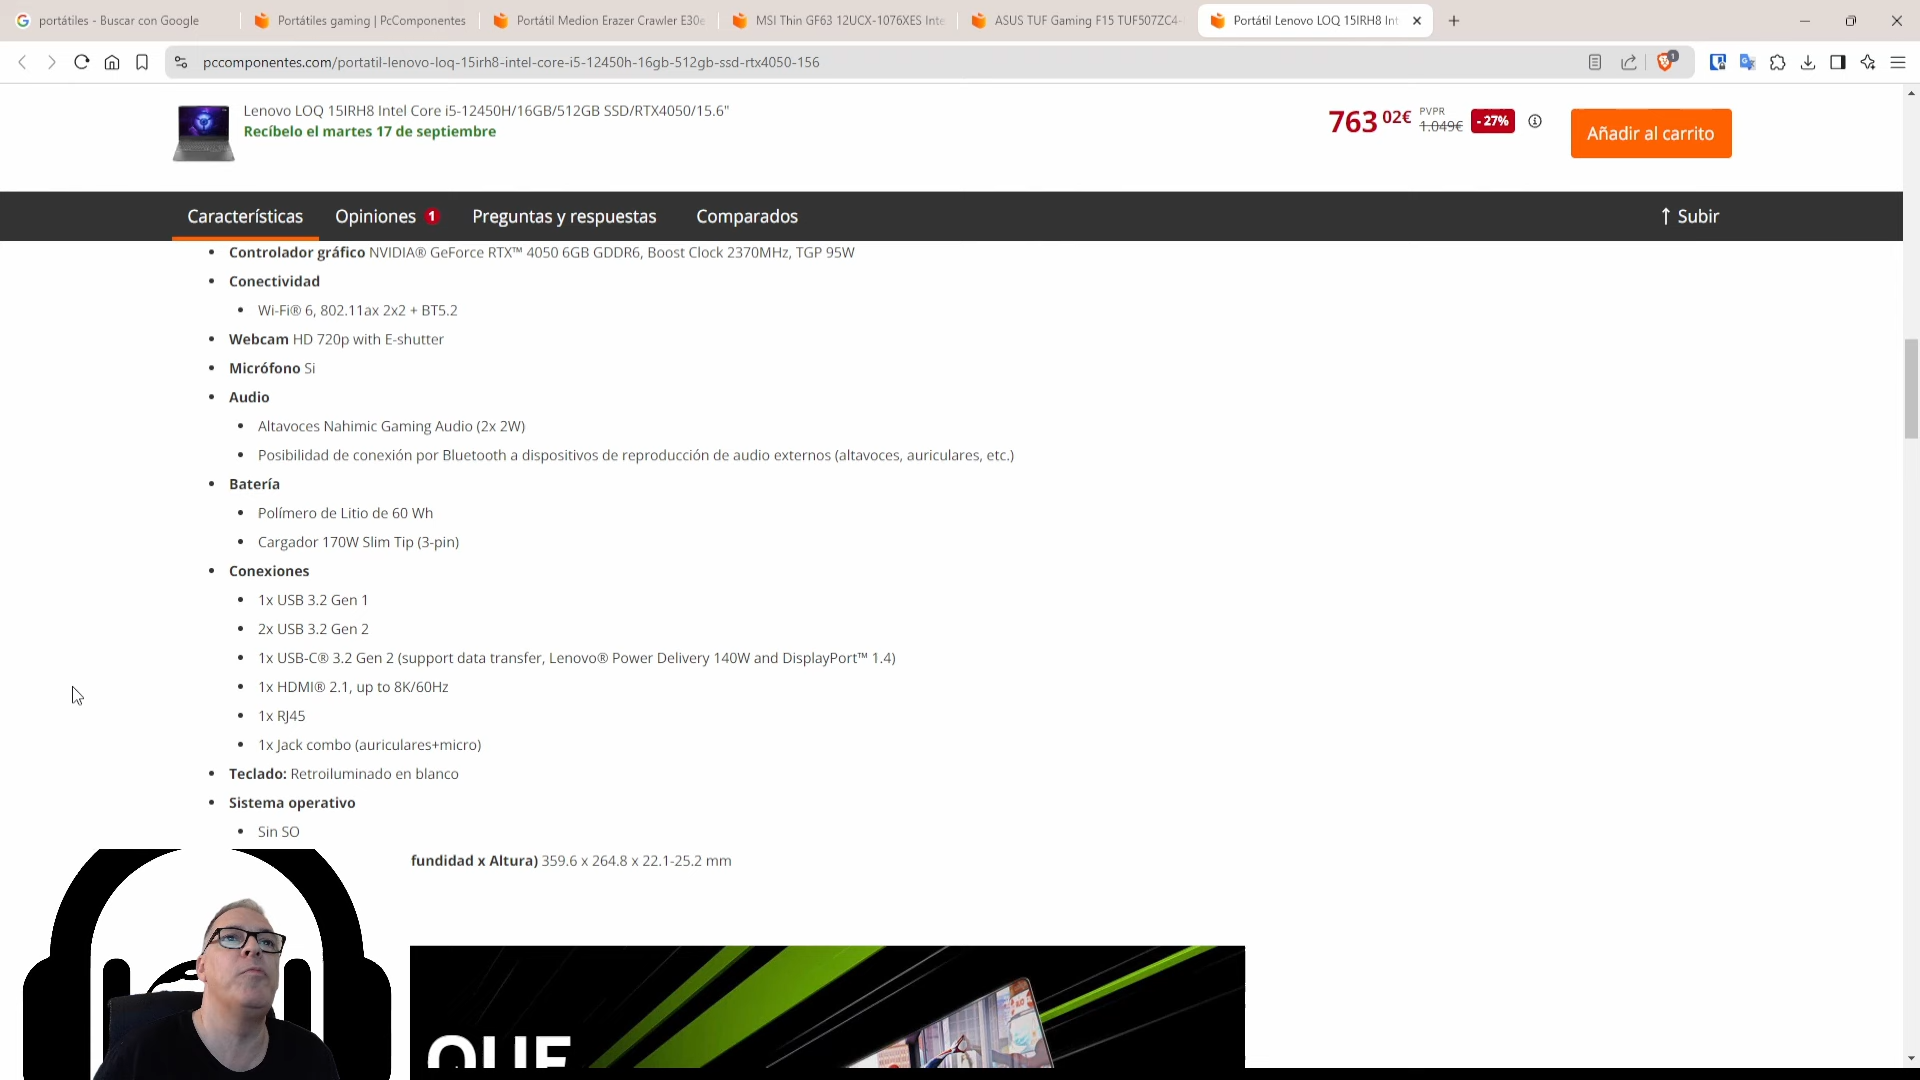 portátiles - Buscar con Google
Portátiles gaming | PcComponentes
Portátil Medion Erazer Crawler E30e
MSI Thin GF63 12UCX-1076XES Inte
ASUS TUF Gaming F15 TUF507ZC4-
Portátil Lenovo LOQ 15IRH8 Int
pccomponentes.com/portatil-lenovo-loq-15irh8-intel-core-i5-12450h-16gb-512gb-ssd-rtx4050-156
1
Lenovo LOQ 15IRH8 Intel Core i5-12450H/16GB/512GB SSD/RTX4050/15.6"
Recíbelo el martes 17 de septiembre
763 02€
PVPR
1.049€
- 27%
Añadir al carrito
Características
Opiniones 1
Preguntas y respuestas
Comparados
↑ Subir
• Controlador gráfico NVIDIA® GeForce RTX™ 4050 6GB GDDR6, Boost Clock 2370MHz, TGP 95W
• Conectividad
• Wi-Fi® 6, 802.11ax 2x2 + BT5.2
• Webcam HD 720p with E-shutter
• Micrófono Si
• Audio
• Altavoces Nahimic Gaming Audio (2x 2W)
• Posibilidad de conexión por Bluetooth a dispositivos de reproducción de audio externos (altavoces, auriculares, etc.)
• Batería
• Polímero de Litio de 60 Wh
• Cargador 170W Slim Tip (3-pin)
• Conexiones
• 1x USB 3.2 Gen 1
• 2x USB 3.2 Gen 2
• 1x USB-C® 3.2 Gen 2 (support data transfer, Lenovo® Power Delivery 140W and DisplayPort™ 1.4)
• 1x HDMI® 2.1, up to 8K/60Hz
• 1x RJ45
• 1x Jack combo (auriculares+micro)
• Teclado: Retroiluminado en blanco
• Sistema operativo
• Sin SO
fundidad x Altura) 359.6 x 264.8 x 22.1-25.2 mm
QUE